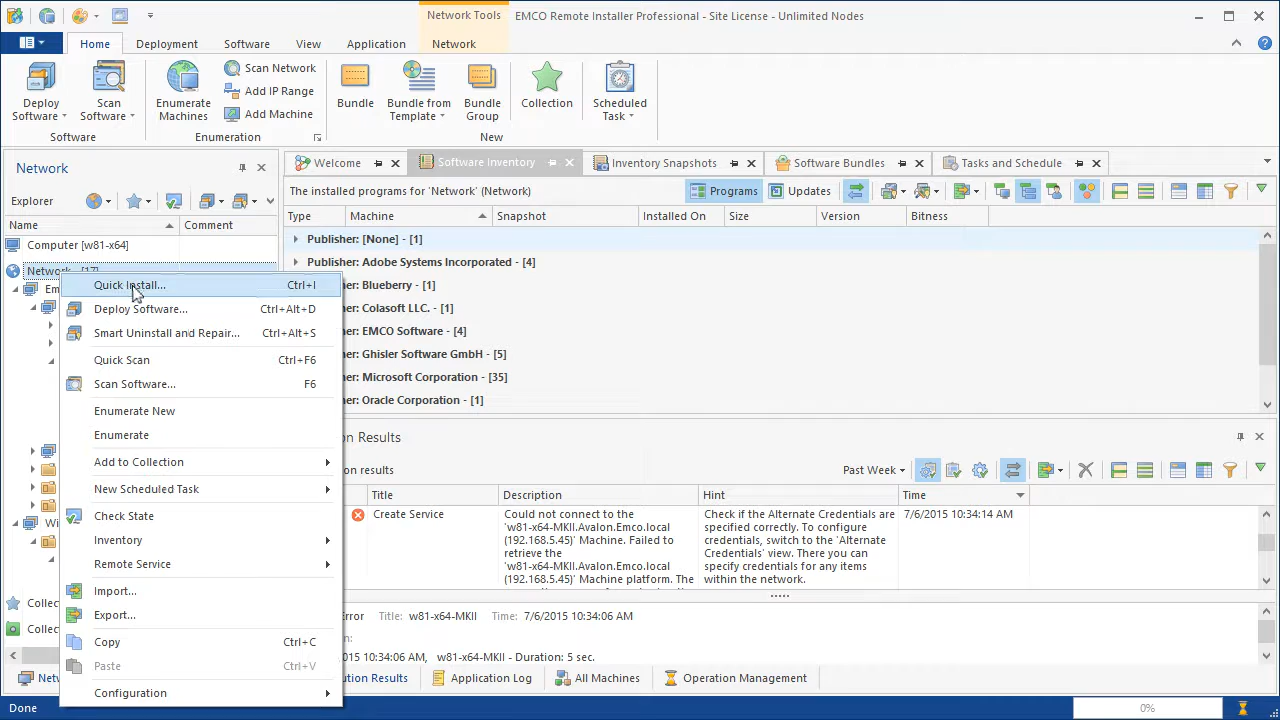 Network Tools
EMCO Remote Installer Professional - Site License - Unlimited Nodes
Home
Deployment
Software
View
Application
Network
Deploy Software
Scan Software
Software
Enumerate Machines
Scan Network
Add IP Range
Add Machine
Enumeration
Bundle
Bundle from Template
Bundle Group
Collection
Scheduled Task
New
Network
Explorer
Name
Comment
Computer [w81-x64]
Network - [17]
Em
Wi
Collec
Collec
Netw
Quick Install... Ctrl+I
Deploy Software... Ctrl+Alt+D
Smart Uninstall and Repair... Ctrl+Alt+S
Quick Scan Ctrl+F6
Scan Software... F6
Enumerate New
Enumerate
Add to Collection
New Scheduled Task
Check State
Inventory
Remote Service
Import...
Export...
Copy Ctrl+C
Paste Ctrl+V
Configuration
Welcome
Software Inventory
Inventory Snapshots
Software Bundles
Tasks and Schedule
The installed programs for 'Network' (Network)
Programs
Updates
Type Machine Snapshot Installed On Size Version Bitness
Publisher: [None] - [1]
Publisher: Adobe Systems Incorporated - [4]
her: Blueberry - [1]
her: Colasoft LLC. - [1]
her: EMCO Software - [4]
her: Ghisler Software GmbH - [5]
her: Microsoft Corporation - [35]
her: Oracle Corporation - [1]
on Results
on results
Past Week
Title Description Hint Time
Create Service
Could not connect to the
'w81-x64-MKII.Avalon.Emco.local
(192.168.5.45)' Machine. Failed to
retrieve the
'w81-x64-MKII.Avalon.Emco.local
(192.168.5.45)' Machine platform. The
Check if the Alternate Credentials are
specified correctly. To configure
credentials, switch to the 'Alternate
Credentials' view. There you can
specify credentials for any items
within the network.
7/6/2015 10:34:14 AM
Error Title: w81-x64-MKII Time: 7/6/2015 10:34:06 AM
on:
015 10:34:06 AM, w81-x64-MKII - Duration: 5 sec.
ution Results
Application Log
All Machines
Operation Management
Done
0%